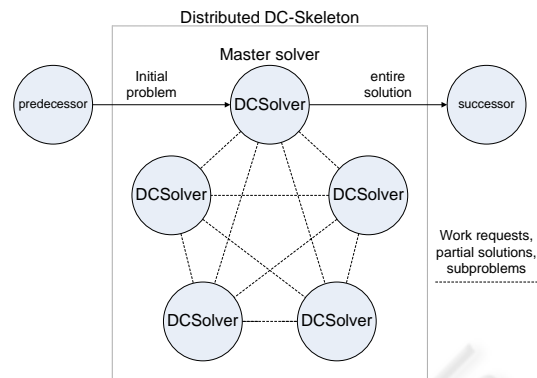 Distributed DC-Skeleton
Master solver
Initial
problem
entire
solution
predecessor
DCSolver
successor
DCSolver
DCSolver
Work requests,
partial solutions,
subproblems
DCSolver
DCSolver